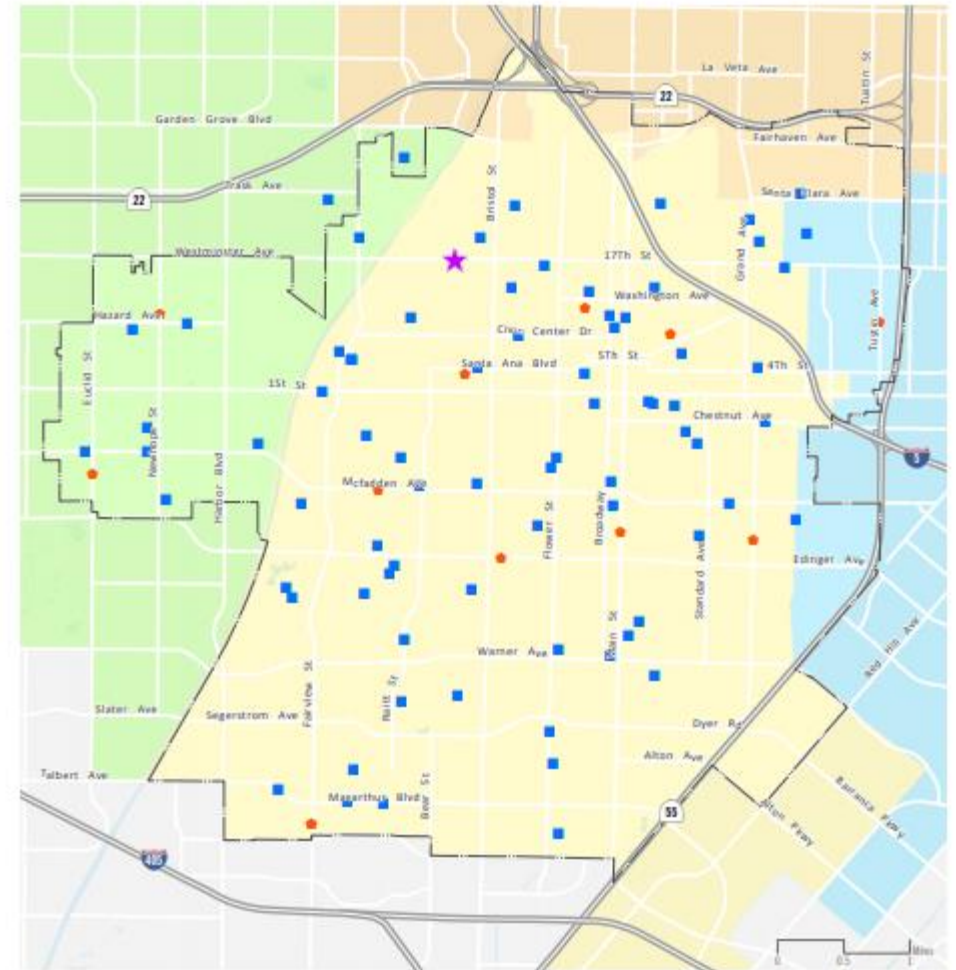 La Veta Ave
Tustin St
22
Garden Grove Blvd
Fairhaven Ave
Trask Ave
22
Bristol St
Santa Clara Ave
Grand Ave
Westminster Ave
17Th St
Washington Ave
Hazard Ave
Civic Center Dr
Tustin Ave
5Th St
Santa Ana Blvd
4Th St
Euclid St
1St St
Chestnut Ave
Newhope St
Harbor Blvd
5
Mcfadden Ave
Flower St
Broadway
Standard Ave
Edinger Ave
Main St
Red Hill Ave
Warner Ave
Fairview St
Raitt St
Slater Ave
Segerstrom Ave
Dyer Rd
Alton Ave
Talbert Ave
Bear St
Macarthur Blvd
Barranca Pkwy
Alton Pkwy
55
405
0 0.5 1 Miles